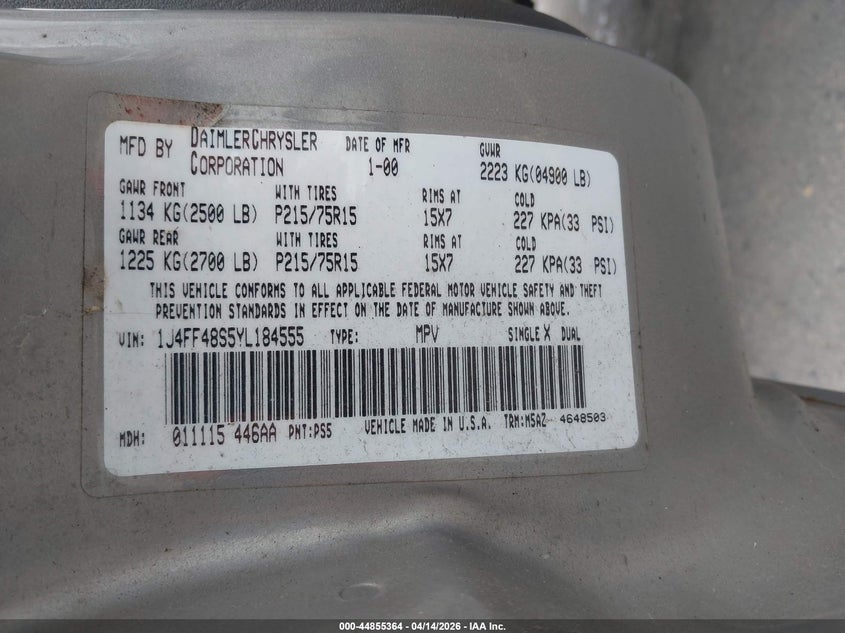 MFD BY DAIMLERCHRYSLER CORPORATION DATE OF MFR 1-00 GVWR 2223 KG(04900 LB)
GAWR FRONT WITH TIRES RIMS AT COLD
1134 KG(2500 LB) P215/75R15 15X7 227 KPA(33 PSI)
GAWR REAR WITH TIRES RIMS AT COLD
1225 KG(2700 LB) P215/75R15 15X7 227 KPA(33 PSI)
THIS VEHICLE CONFORMS TO ALL APPLICABLE FEDERAL MOTOR VEHICLE SAFETY AND THEFT
PREVENTION STANDARDS IN EFFECT ON THE DATE OF MANUFACTURE SHOWN ABOVE.
VIN: 1J4FF48S5YL184555 TYPE: MPV SINGLE X DUAL
MDH: 011115 446AA PNT:PS5 VEHICLE MADE IN U.S.A. TRM:M5AZ 4648503
000-44855364 | 04/14/2026 - IAA Inc.